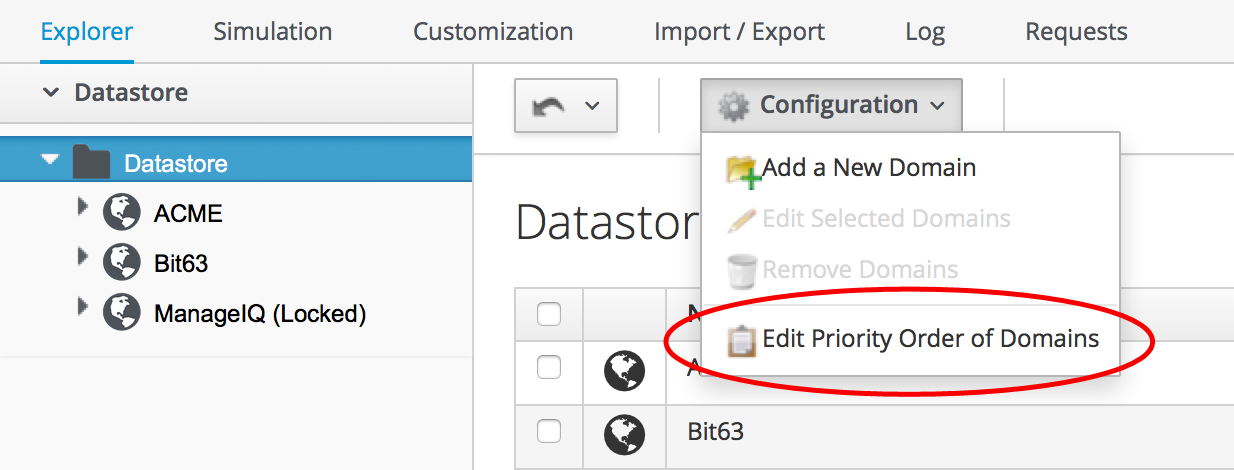 Explorer Simulation Customization Import / Export Log Requests
Datastore
Configuration
Datastore
Add a New Domain
ACME
Datastor
Edit Selected Domains
Bit63
Remove Domains
ManageIQ (Locked)
Edit Priority Order of Domains
Bit63